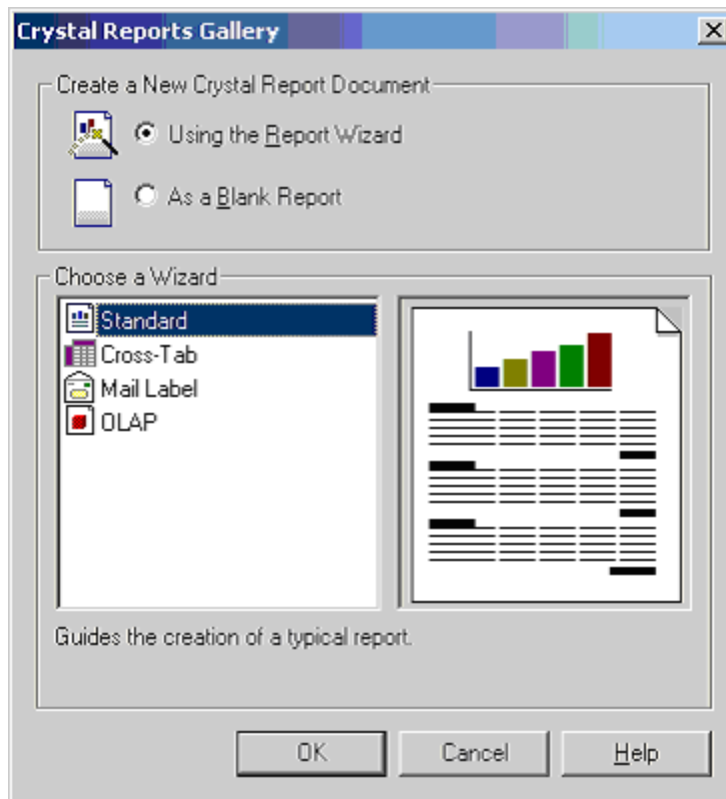 Crystal Reports Gallery
Create a New Crystal Report Document
Using the Report Wizard
As a Blank Report
Choose a Wizard
Standard
Cross-Tab
Mail Label
OLAP
Guides the creation of a typical report.
OK Cancel Help